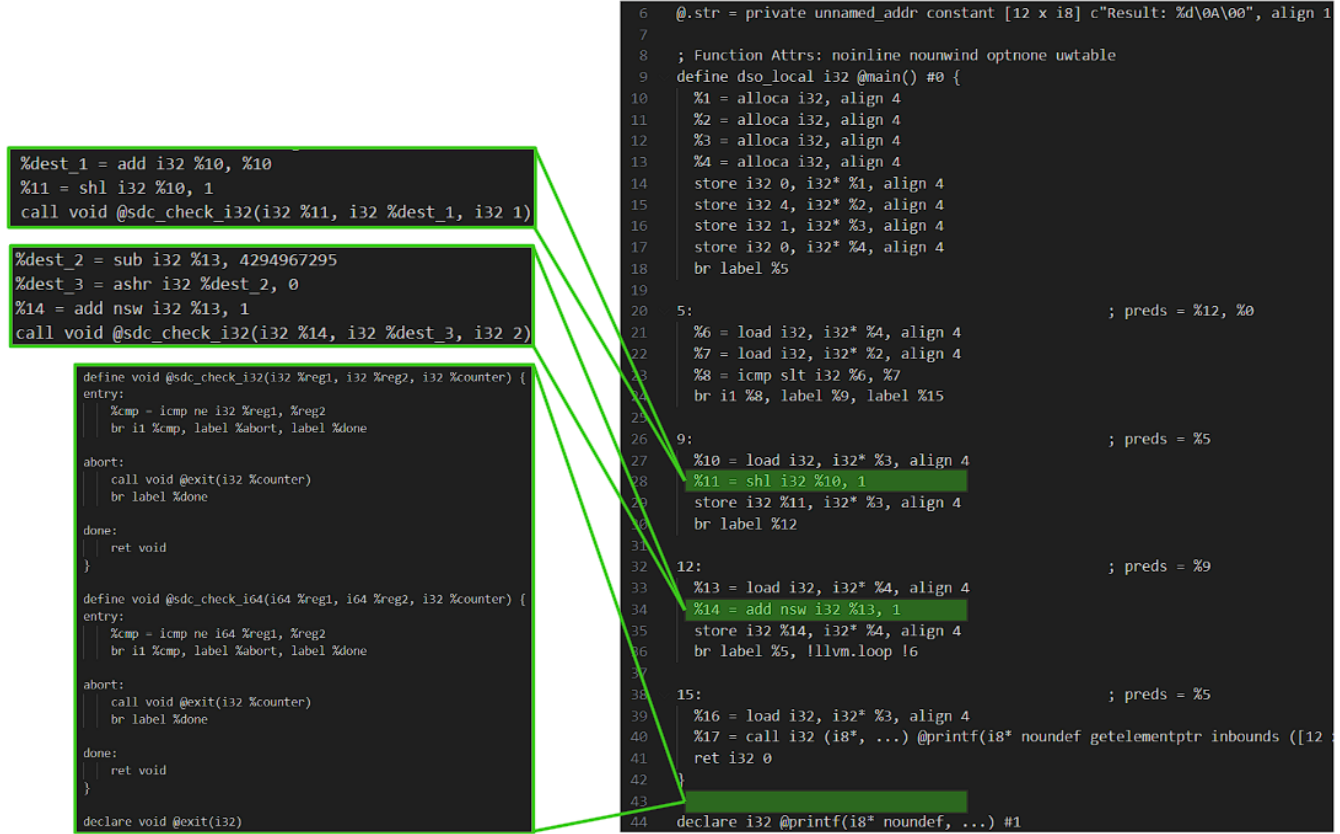 %dest_1 = add i32 %10, %10
%11 = shl i32 %10, 1
call void @sdc_check_i32(i32 %11, i32 %dest_1, i32 1)
%dest_2 = sub i32 %13, 4294967295
%dest_3 = ashr i32 %dest_2, 0
%14 = add nsw i32 %13, 1
call void @sdc_check_i32(i32 %14, i32 %dest_3, i32 2)
define void @sdc_check_i32(i32 %reg1, i32 %reg2, i32 %counter) {
entry:
%cmp = icmp ne i32 %reg1, %reg2
br i1 %cmp, label %abort, label %done
abort:
call void @exit(i32 %counter)
br label %done
done:
ret void
}
define void @sdc_check_i64(i64 %reg1, i64 %reg2, i32 %counter) {
entry:
%cmp = icmp ne i64 %reg1, %reg2
br i1 %cmp, label %abort, label %done
abort:
call void @exit(i32 %counter)
br label %done
done:
ret void
}
declare void @exit(i32)
6 @.str = private unnamed_addr constant [12 x i8] c"Result: %d\0A\00", align 1
7
8 ; Function Attrs: noinline nounwind optnone uwtable
9 define dso_local i32 @main() #0 {
10 %1 = alloca i32, align 4
11 %2 = alloca i32, align 4
12 %3 = alloca i32, align 4
13 %4 = alloca i32, align 4
14 store i32 0, i32* %1, align 4
15 store i32 4, i32* %2, align 4
16 store i32 1, i32* %3, align 4
17 store i32 0, i32* %4, align 4
18 br label %5
19
20 5: ; preds = %12, %0
21 %6 = load i32, i32* %4, align 4
22 %7 = load i32, i32* %2, align 4
23 %8 = icmp slt i32 %6, %7
24 br i1 %8, label %9, label %15
25
26 9: ; preds = %5
27 %10 = load i32, i32* %3, align 4
28 %11 = shl i32 %10, 1
29 store i32 %11, i32* %3, align 4
30 br label %12
31
32 12: ; preds = %9
33 %13 = load i32, i32* %4, align 4
34 %14 = add nsw i32 %13, 1
35 store i32 %14, i32* %4, align 4
36 br label %5, !llvm.loop !6
37
38 15: ; preds = %5
39 %16 = load i32, i32* %3, align 4
40 %17 = call i32 (i8*, ...) @printf(i8* noundef getelementptr inbounds ([12
41 ret i32 0
42 }
43
44 declare i32 @printf(i8* noundef, ...) #1